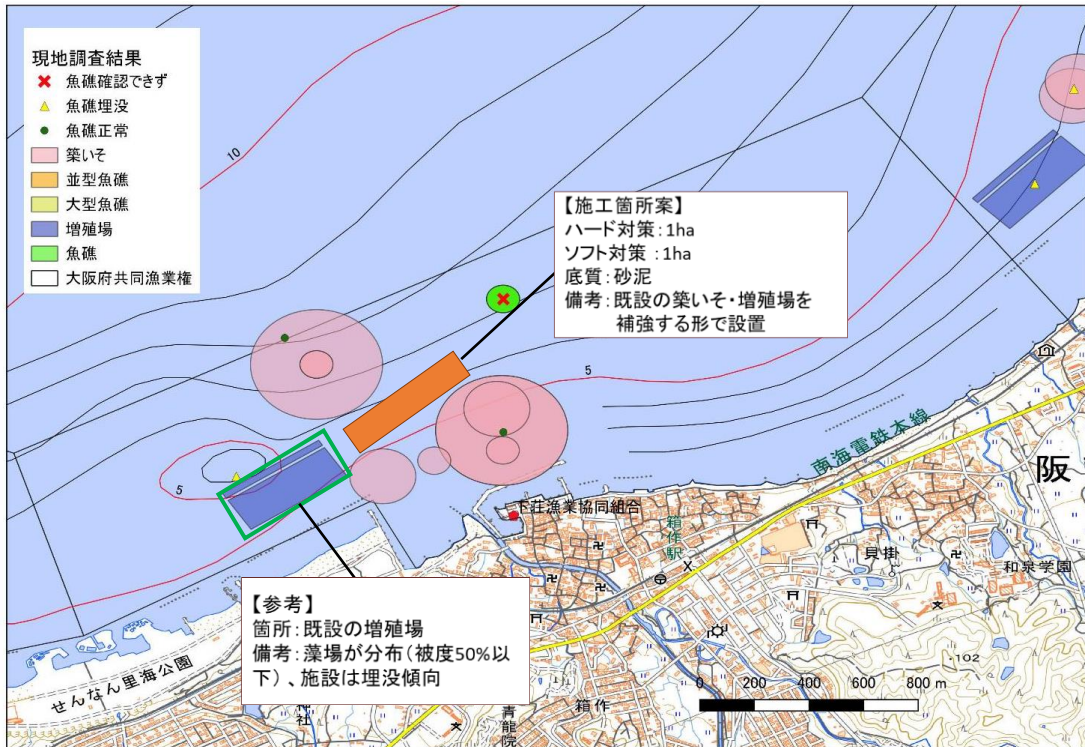 現地調査結果
魚礁確認できず
魚礁埋没
魚礁正常
築いそ
並型魚礁
大型魚礁
増殖場
魚礁
大阪府共同漁業権
10
【施工箇所案】
ハード対策：1ha
ソフト対策：1ha
底質：砂泥
備考：既設の築いそ・増殖場を
補強する形で設置
5
5
南海電鉄本線
阪
下荘漁業協同組合
箱作駅
貝掛
和泉学園
【参考】
箇所：既設の増殖場
備考：藻場が分布（被度50%以
下）、施設は埋没傾向
せんなん里海公園
神社
青龍院
箱作
102
0
200
400
600
800 m